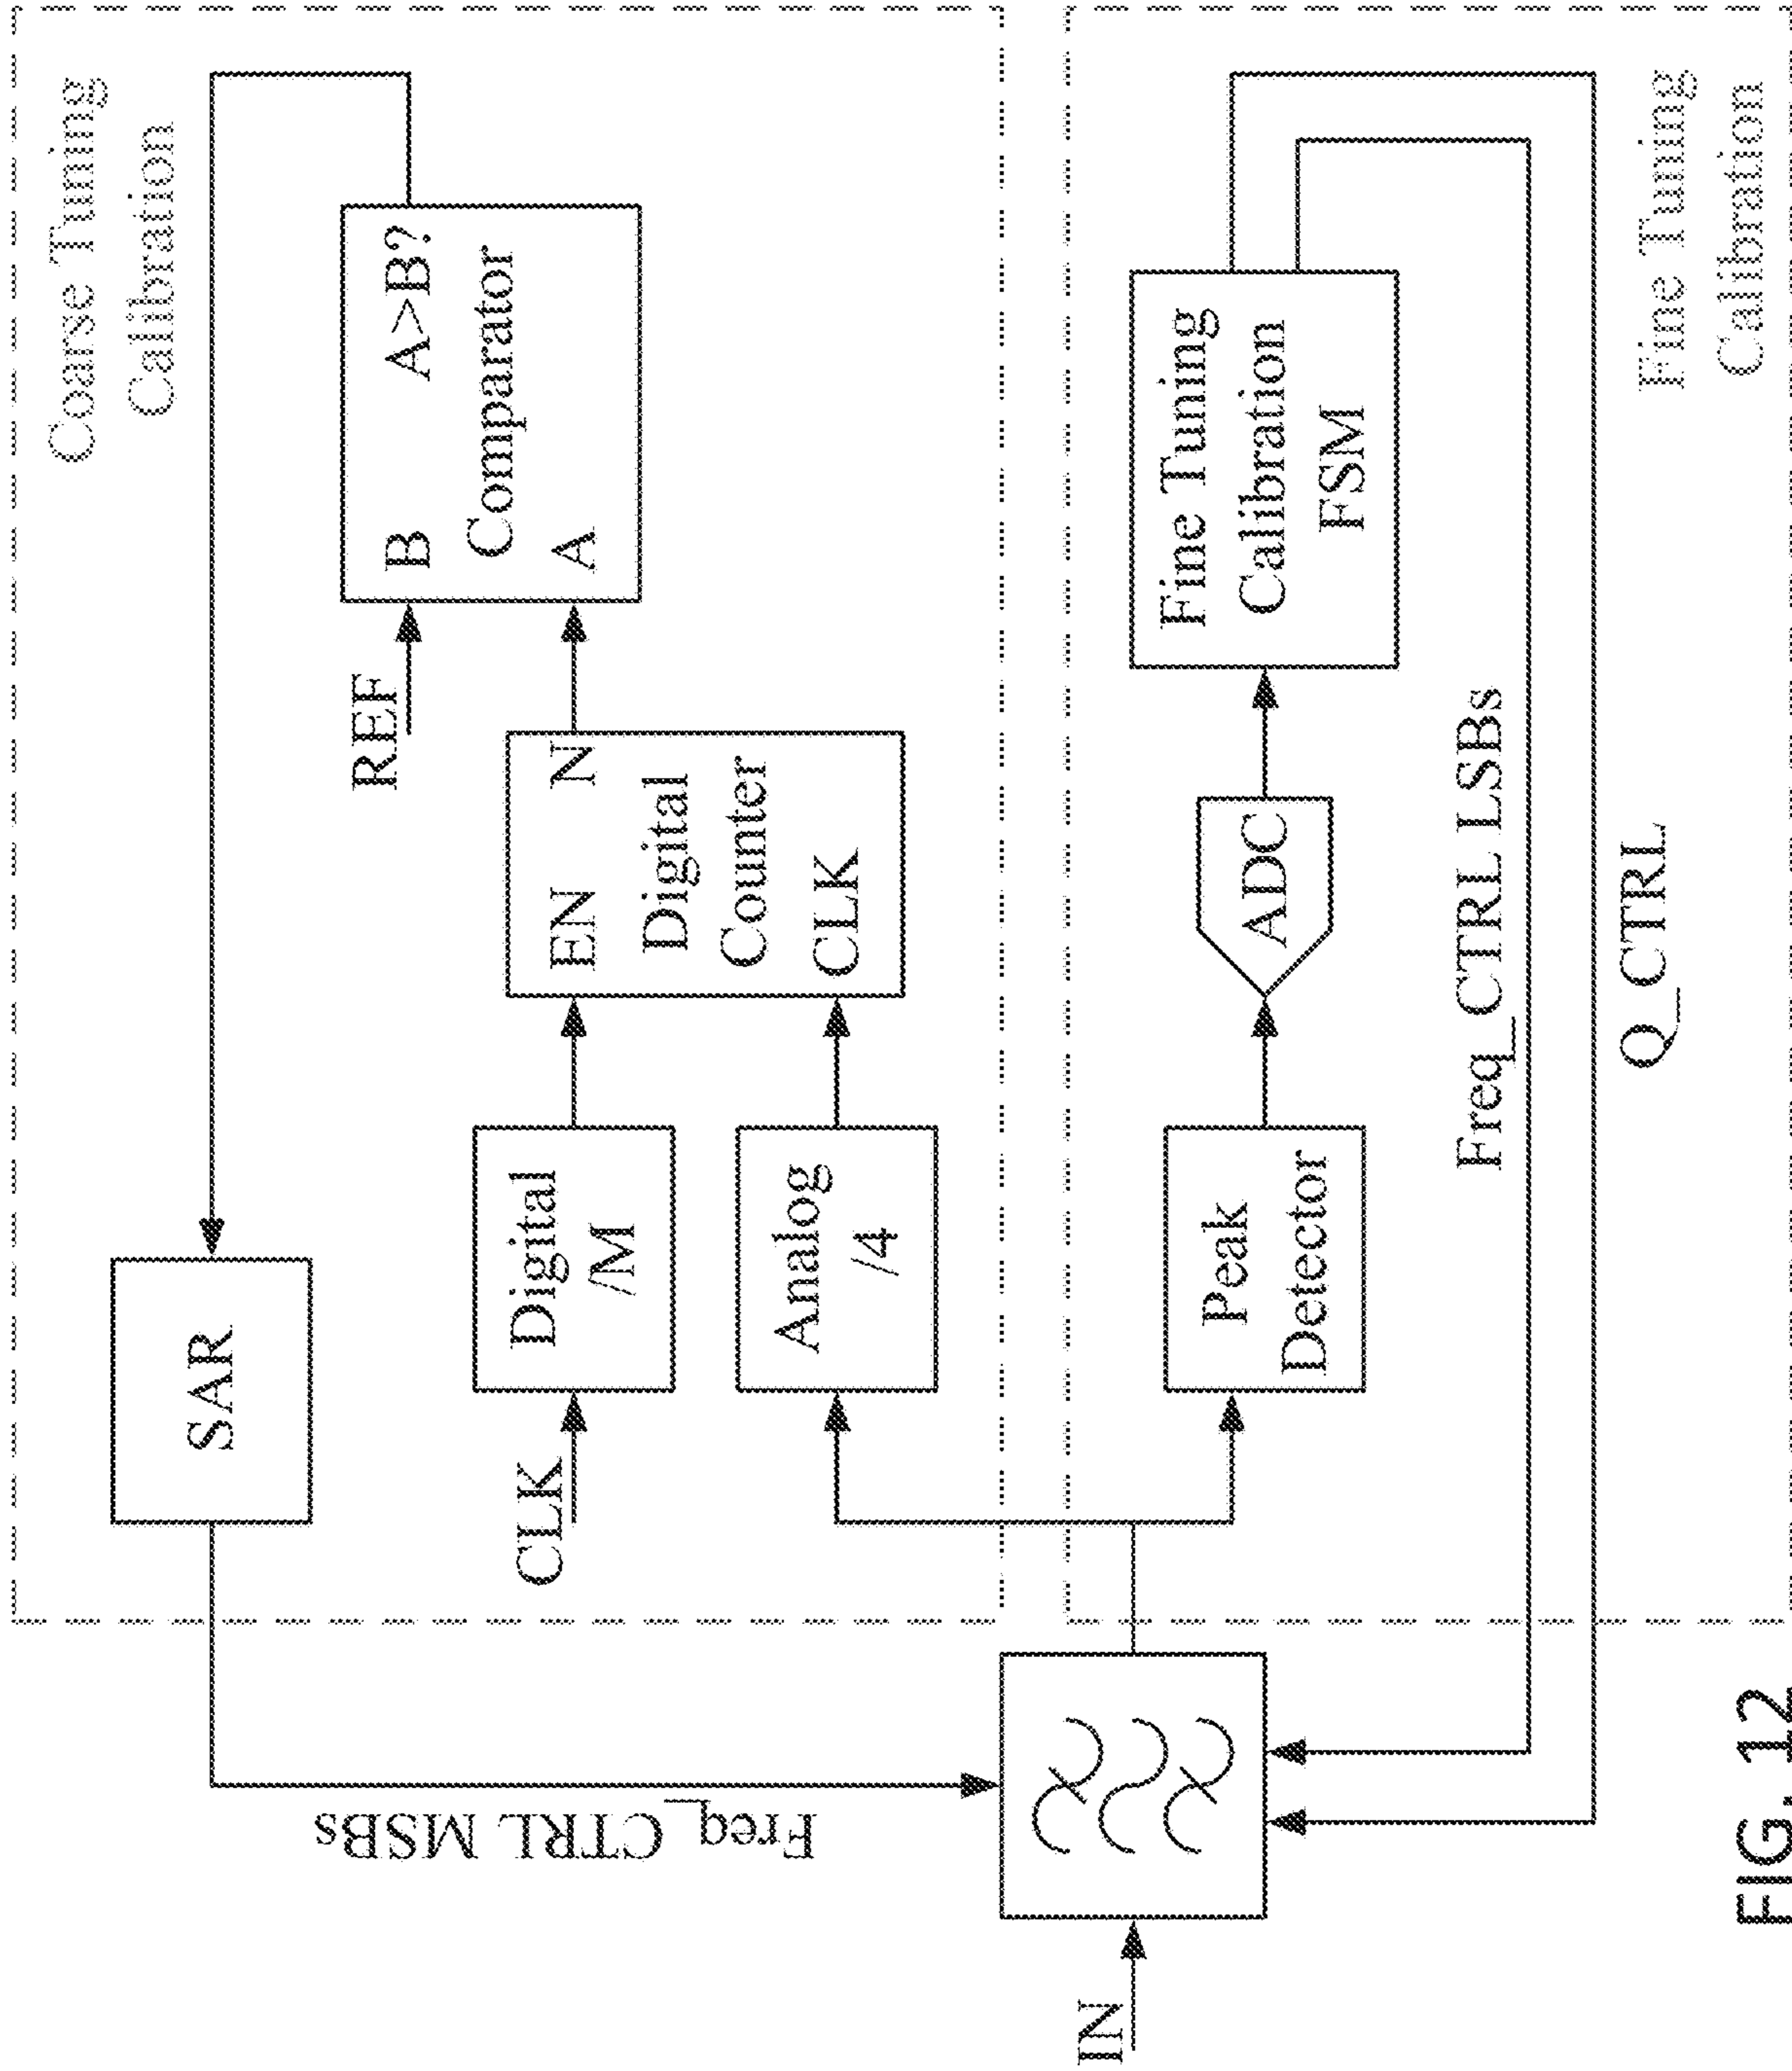 Coarse Tuning
Calibration
SAR
Freq_CTRL MSBs
REF
B A>B?
Comparator
A
CLK
Digital
/M
EN N
Digital
Counter
CLK
Analog
/4
IN
Peak
Detector
ADC
Fine Tuning
Calibration
FSM
Freq_CTRL LSBs
Q_CTRL
Fine Tuning
Calibration
FIG. 12